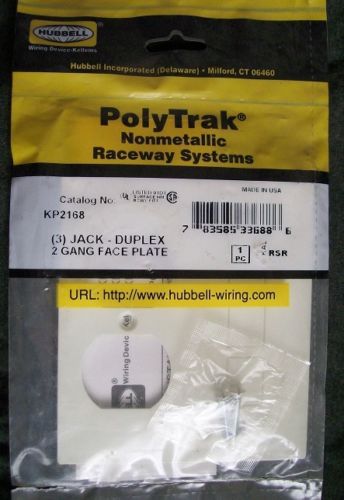 HUBBELL
Wiring Device-Kellems
Hubbell Incorporated (Delaware) • Milford, CT 06460
PolyTrak®
Nonmetallic
Raceway Systems
MADE IN USA
Catalog No:
KP2168
7 83585 33688 6
(3) JACK - DUPLEX
2 GANG FACE PLATE
1
PC
RSR
URL: http://www.hubbell-wiring.com
Wiring Devic
HUBBELL